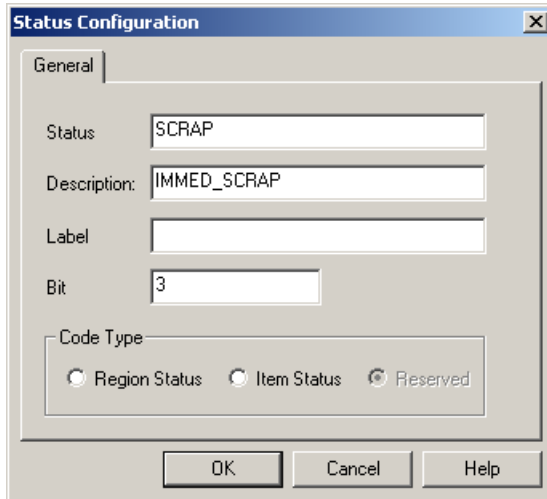 Status Configuration
General
Status SCRAP
Description: IMMED_SCRAP
Label
Bit 3
Code Type
Region Status Item Status Reserved
OK Cancel Help